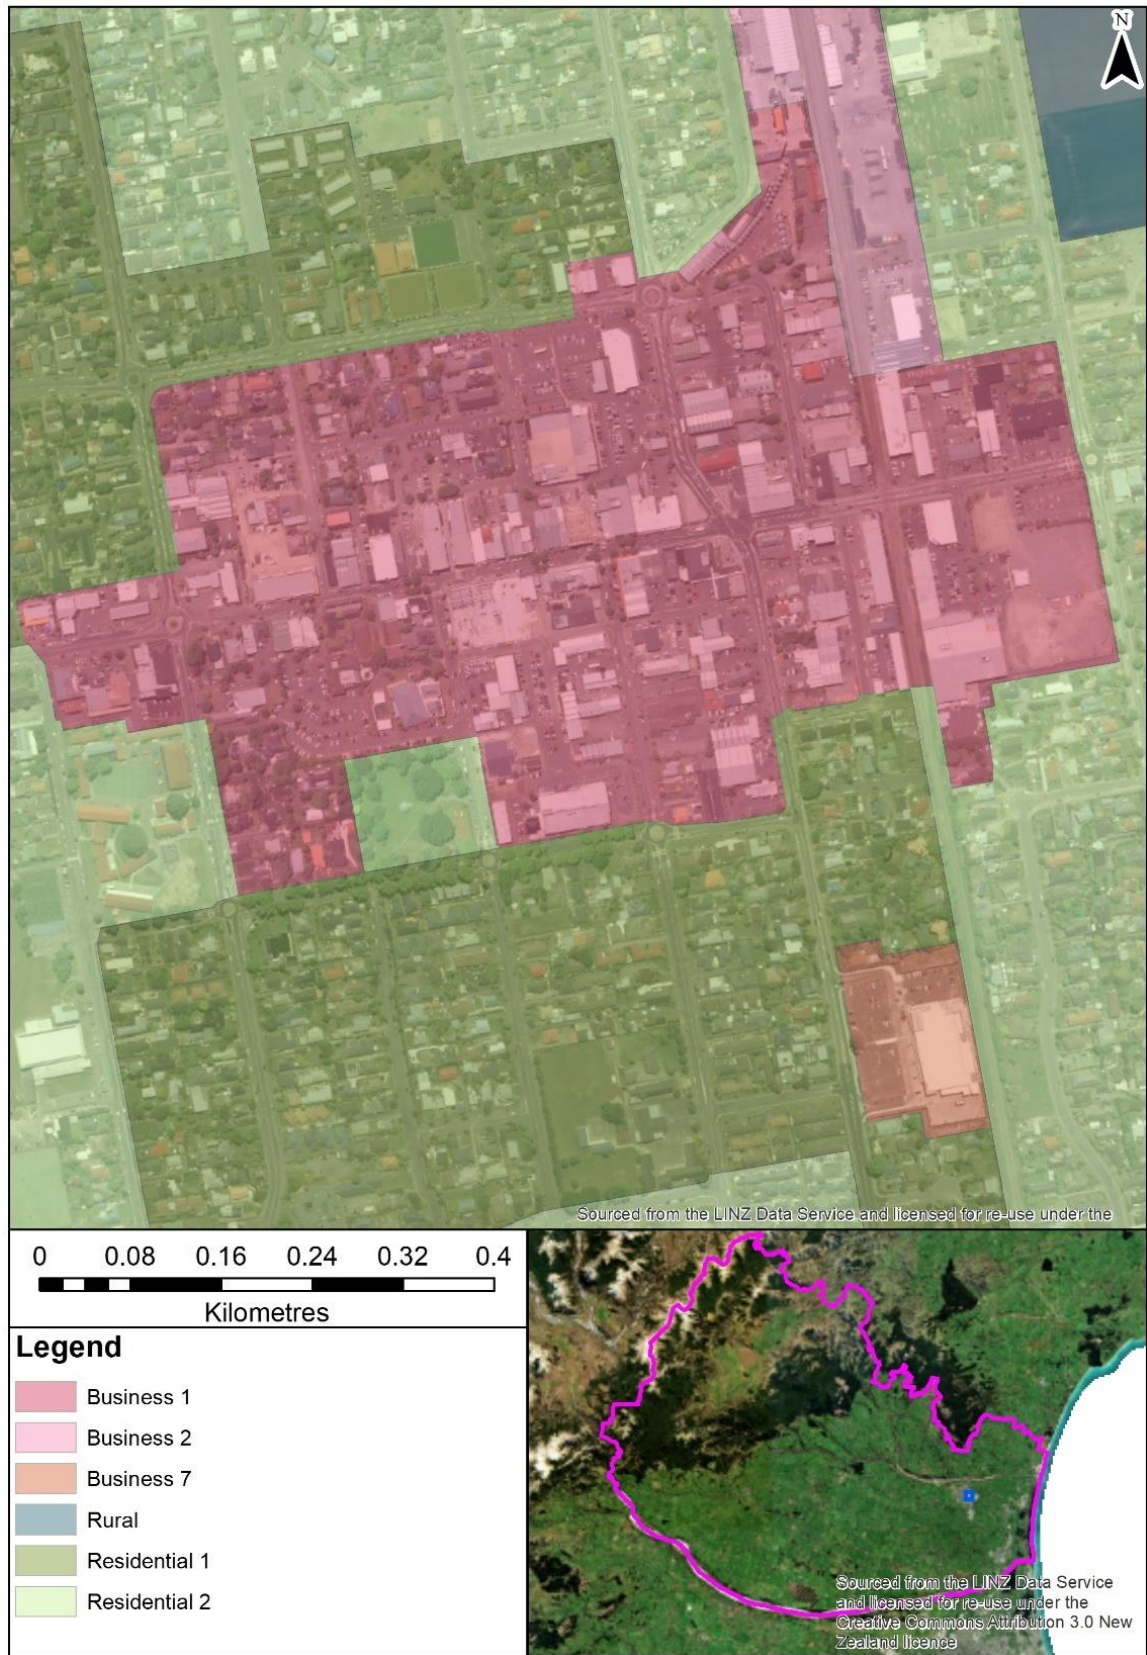 N
Sourced from the LINZ Data Service and licensed for re-use under the
0 0.08 0.16 0.24 0.32 0.4
Kilometres
Legend
Business 1
Business 2
Business 7
Rural
Residential 1
Residential 2
Sourced from the LINZ Data Service
and licensed for re-use under the
Creative Commons Attribution 3.0 New
Zealand licence